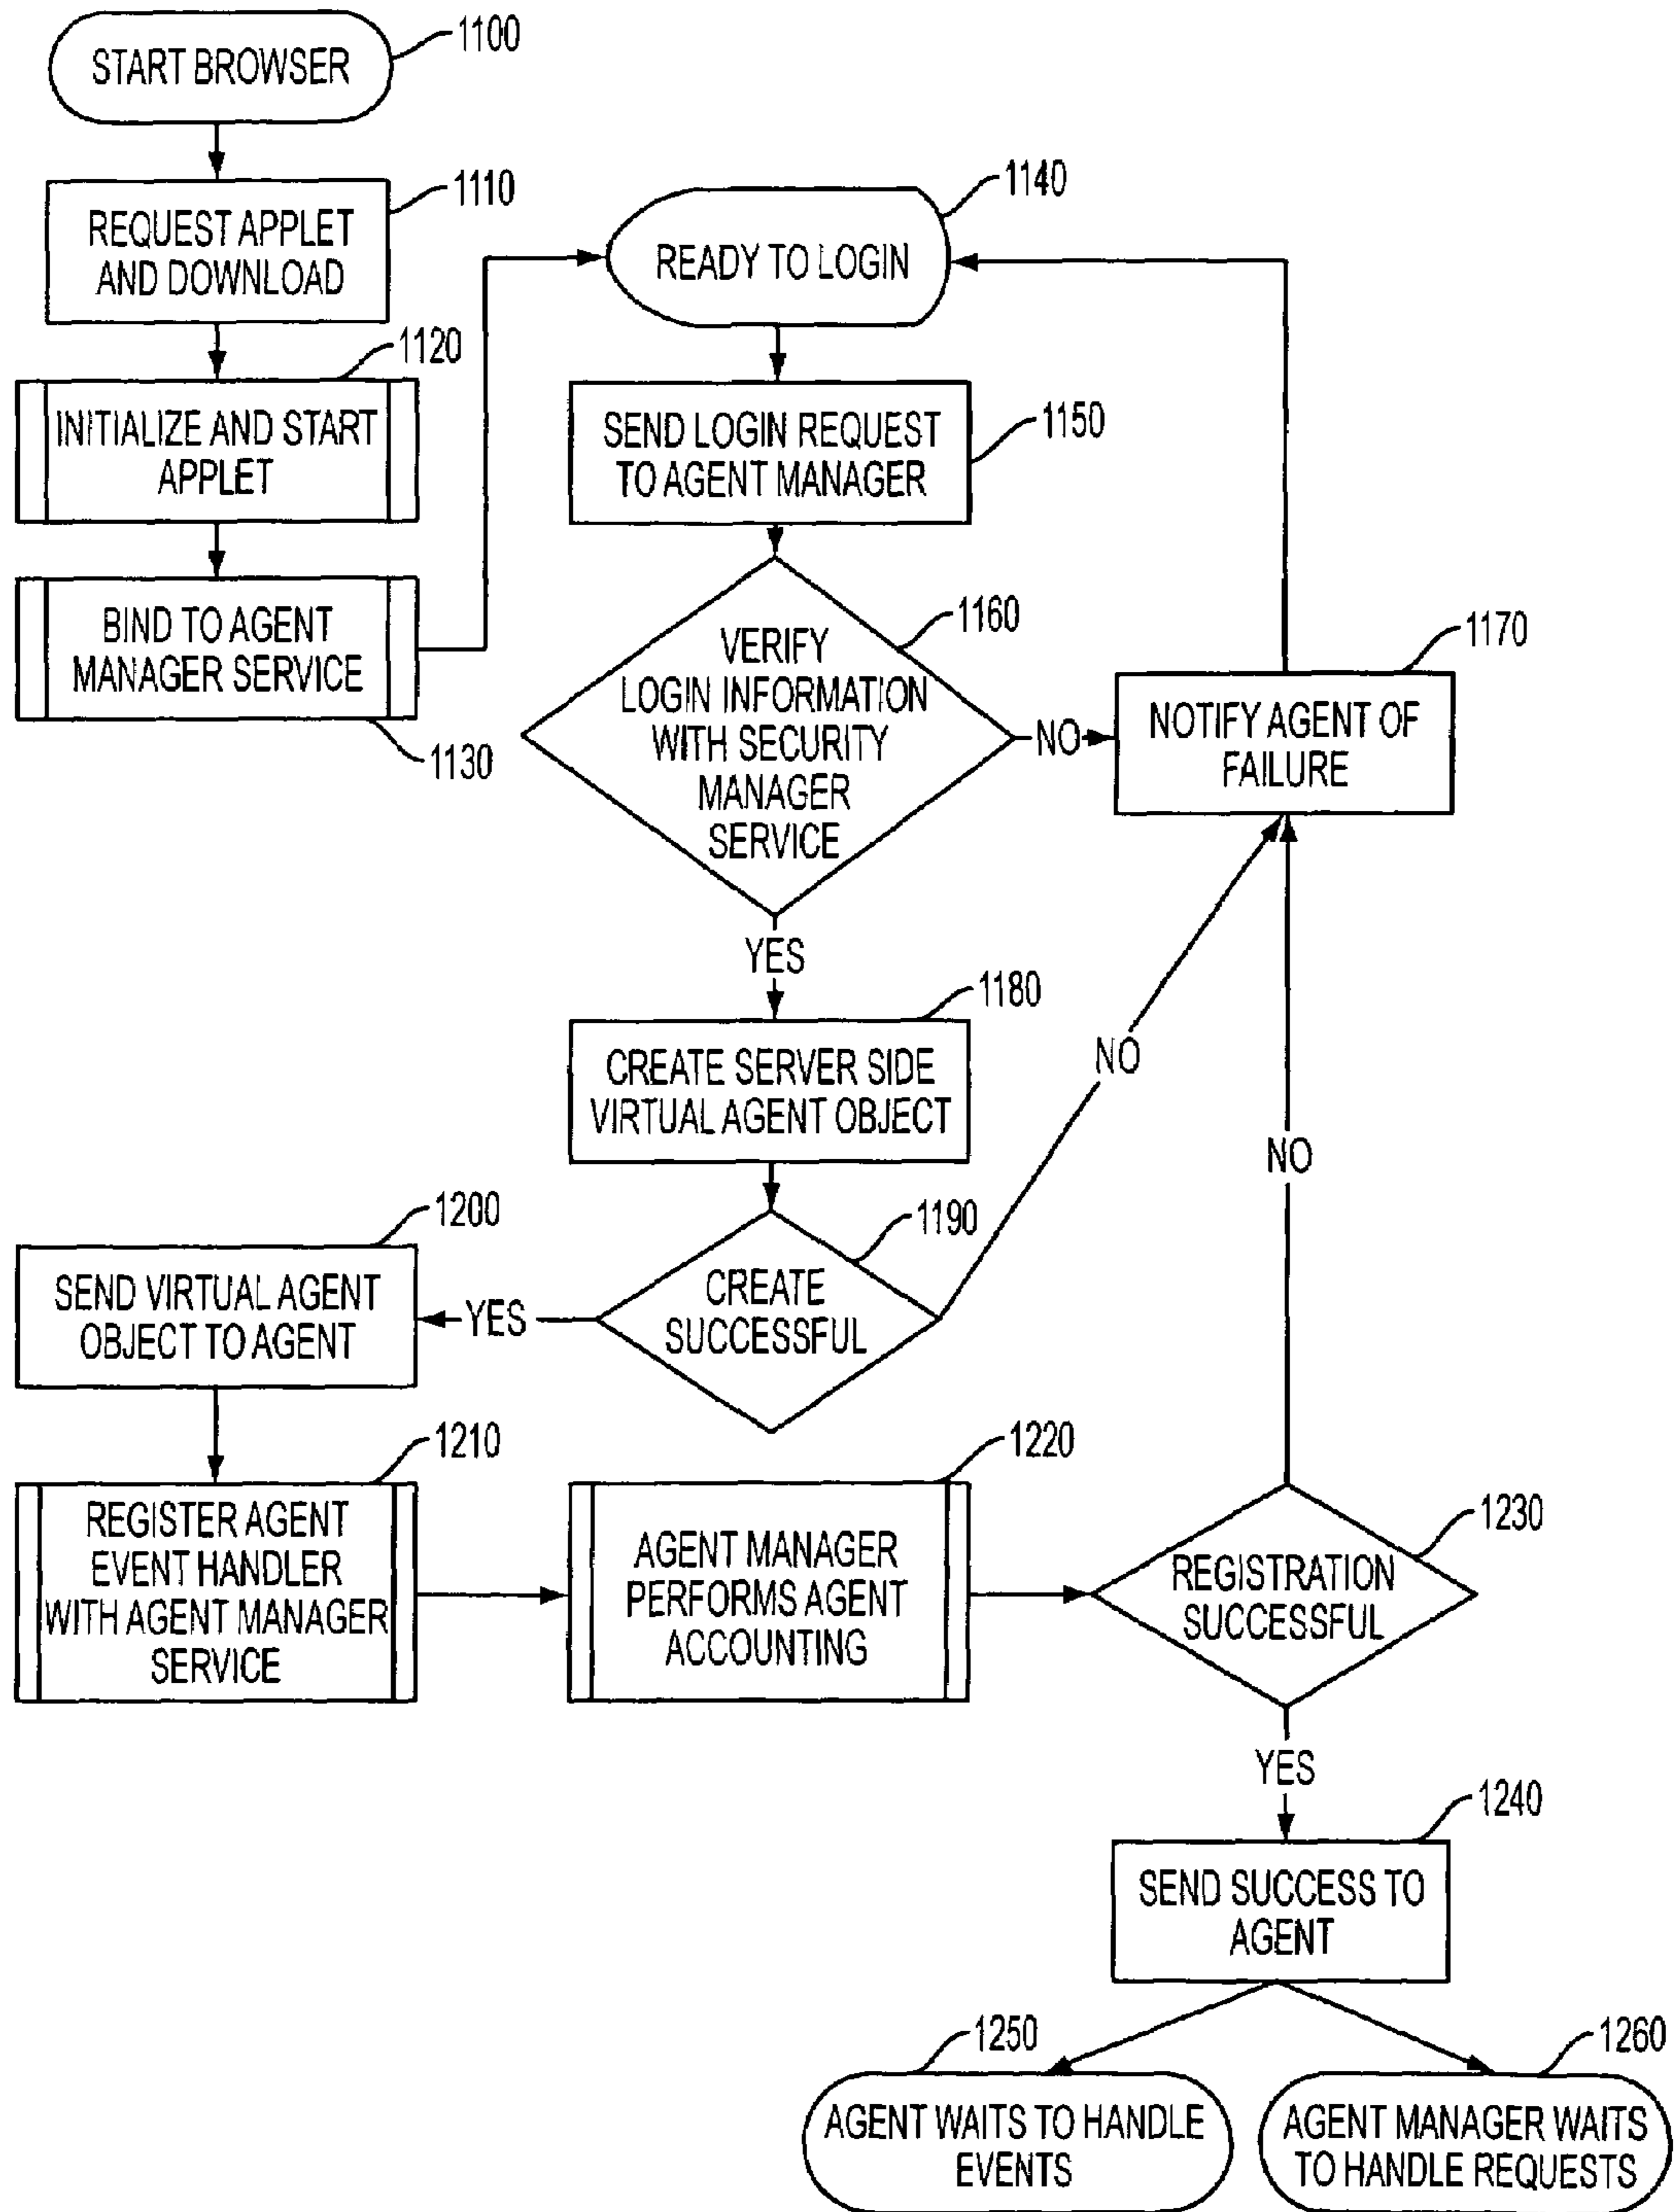 START BROWSER
1100
REQUEST APPLET
AND DOWNLOAD
1110
INITIALIZE AND START
APPLET
1120
BIND TO AGENT
MANAGER SERVICE
1130
READY TO LOGIN
1140
SEND LOGIN REQUEST
TO AGENT MANAGER
1150
VERIFY
LOGIN INFORMATION
WITH SECURITY
MANAGER
SERVICE
1160
NO
NOTIFY AGENT OF
FAILURE
1170
YES
CREATE SERVER SIDE
VIRTUAL AGENT OBJECT
1180
CREATE
SUCCESSFUL
1190
NO
YES
SEND VIRTUAL AGENT
OBJECT TO AGENT
1200
REGISTER AGENT
EVENT HANDLER
WITH AGENT MANAGER
SERVICE
1210
AGENT MANAGER
PERFORMS AGENT
ACCOUNTING
1220
REGISTRATION
SUCCESSFUL
1230
NO
YES
SEND SUCCESS TO
AGENT
1240
AGENT WAITS TO HANDLE
EVENTS
1250
AGENT MANAGER WAITS
TO HANDLE REQUESTS
1260